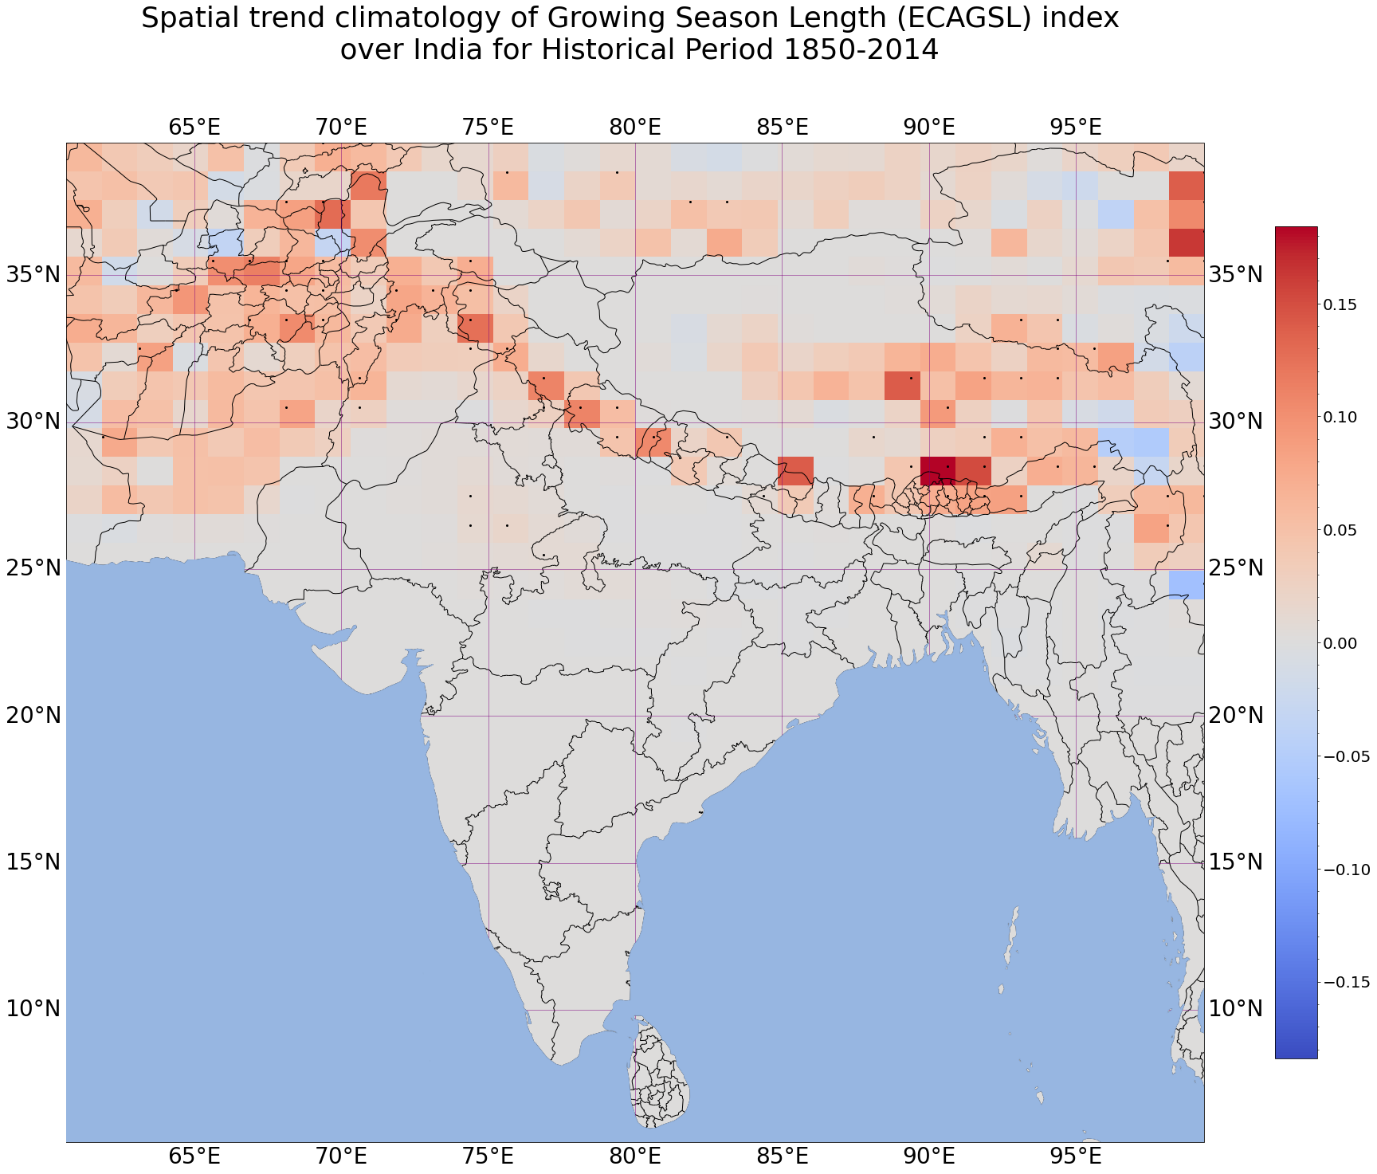 Spatial trend climatology of Growing Season Length (ECAGSL) index
over India for Historical Period 1850-2014
65°E 70°E 75°E 80°E 85°E 90°E 95°E
35°N 35°N
30°N 30°N
25°N 25°N
20°N 20°N
15°N 15°N
10°N 10°N
65°E 70°E 75°E 80°E 85°E 90°E 95°E
0.15
0.10
0.05
0.00
−0.05
−0.10
−0.15